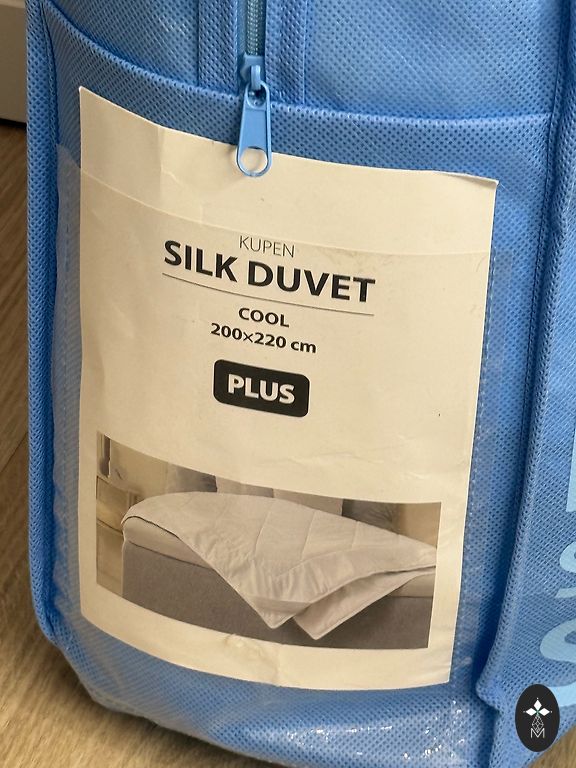 KUPEN
SILK DUVET
COOL
200×220 cm
PLUS